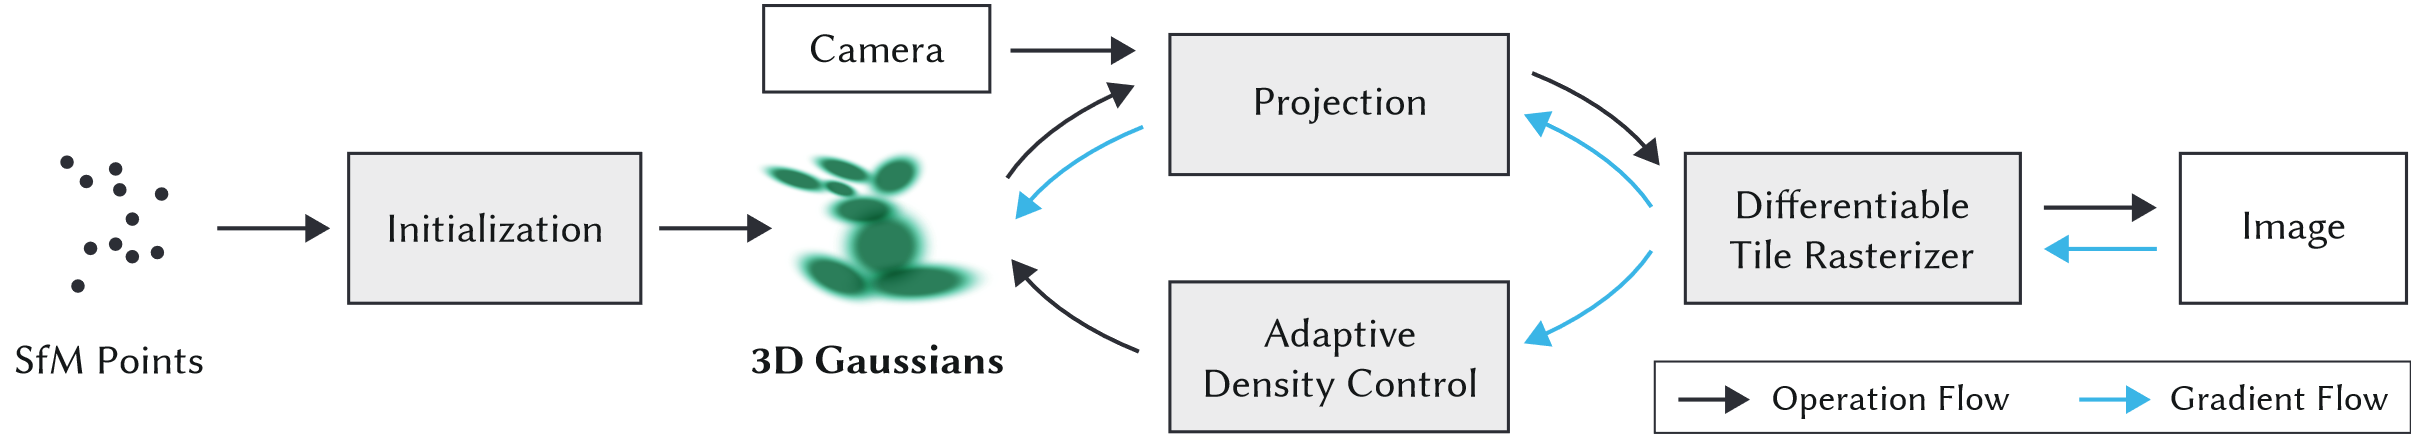 Camera
Projection
Initialization
Differentiable
Tile Rasterizer
Image
SfM Points
3D Gaussians
Adaptive
Density Control
Operation Flow
Gradient Flow